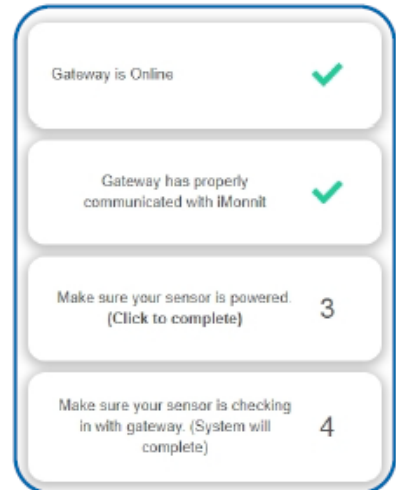 Gateway is Online
Gateway has properly
communicated with iMonnit
Make sure your sensor is powered.
(Click to complete)
3
Make sure your sensor is checking
in with gateway. (System will
complete)
4